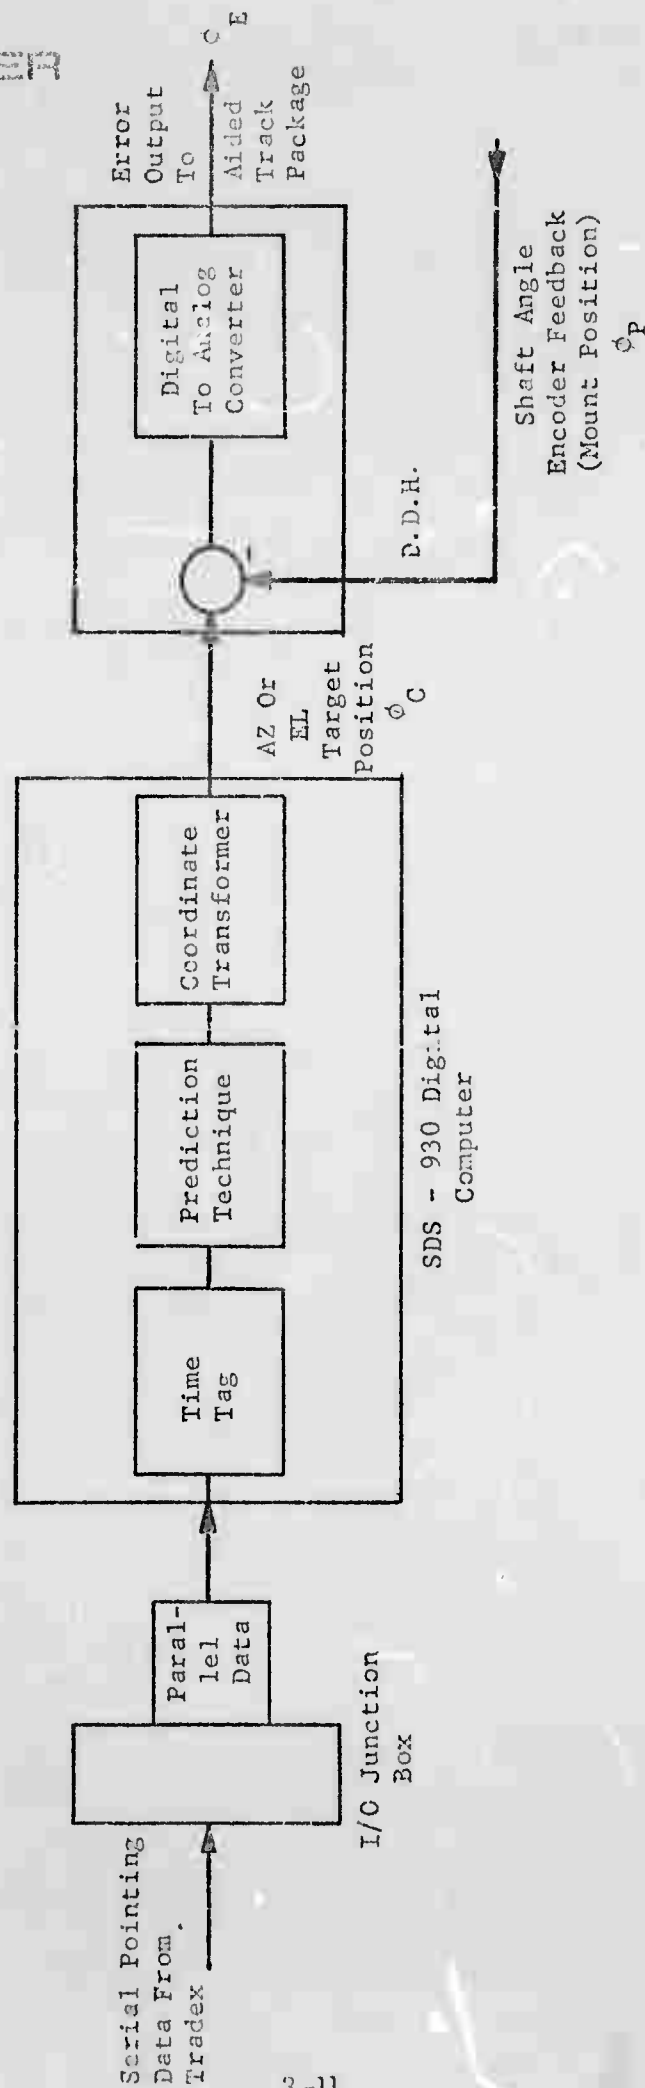 Serial Pointing
Data From
Tradex
I/O Junction
Box
Paral-
lel
Data
Time
Tag
Prediction
Technique
Coordinate
Transformer
SDS - 930 Digital
Computer
AZ Or
EL
Target
Position
ϕC
D.D.H.
Digital
To Analog
Converter
-
Error
Output
To
Aided
Track
Package
E
Shaft Angle
Encoder Feedback
(Mount Position)
ϕP